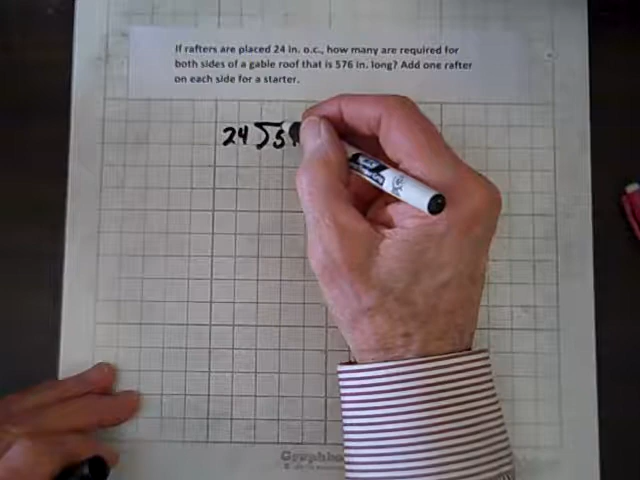 If rafters are placed 24 in. o.c., how many are required for
both sides of a gable roof that is 576 in. long? Add one rafter
on each side for a starter.
24 5